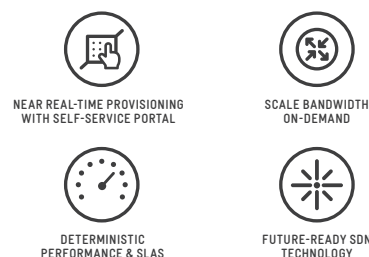 NEAR REAL-TIME PROVISIONING
WITH SELF-SERVICE PORTAL
SCALE BANDWIDTH
ON-DEMAND
DETERMINISTIC
PERFORMANCE & SLAS
FUTURE-READY SDN
TECHNOLOGY